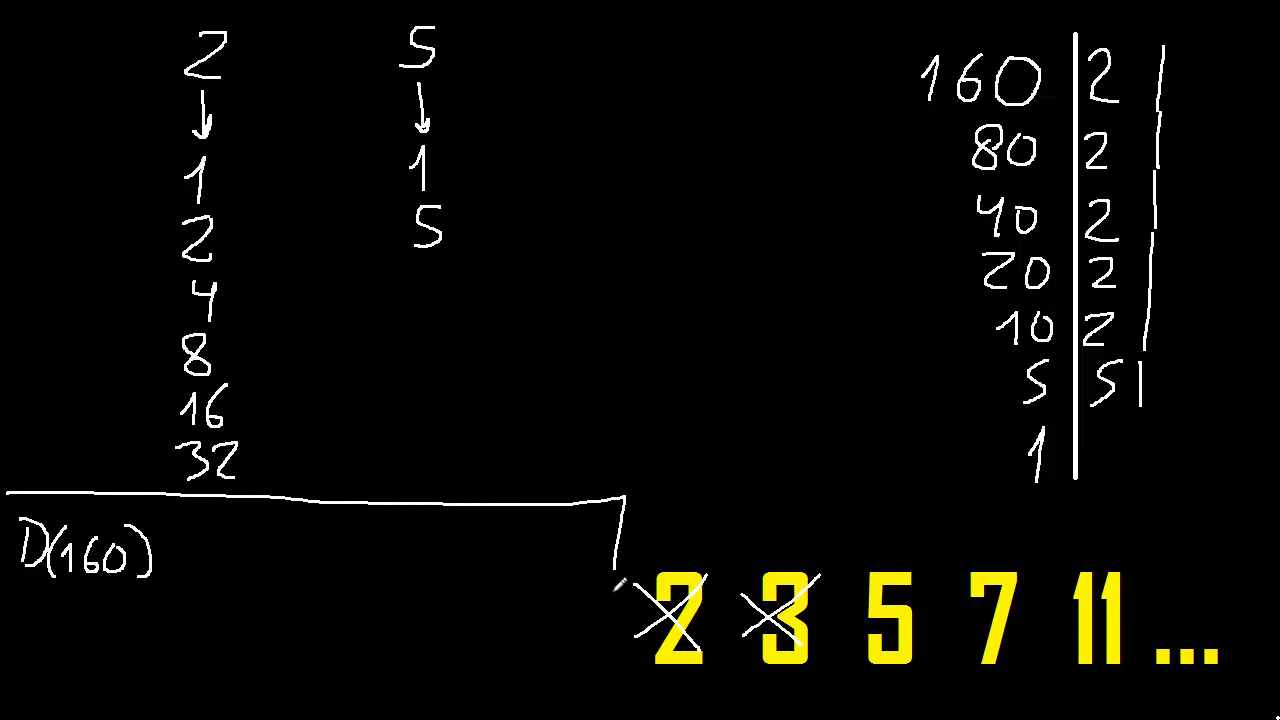 2 5
↓ ↓
1 1
2 5
4
8
16
32
160 | 2
80 | 2
40 | 2
20 | 2
10 | 2
5 | 5
1 |
D(160)
2 3 5 7 11 ...